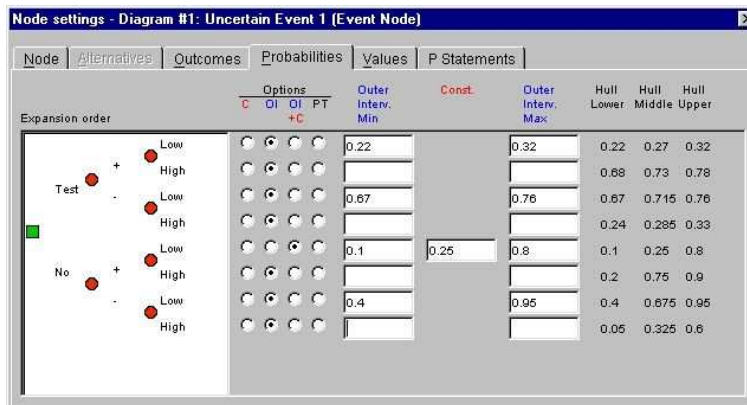 Node settings - Diagram #1: Uncertain Event 1 (Event Node)
Node Alternatives Outcomes Probabilities Values P Statements
Options Outer Const. Outer Hull Hull Hull
C OI OI PT Interv. Interv. Lower Middle Upper
Expansion order +C Min Max
Low 0.22 0.32 0.22 0.27 0.32
+ High 0.68 0.73 0.78
Test
- Low 0.67 0.76 0.67 0.715 0.76
High 0.24 0.285 0.33
Low 0.1 0.25 0.8 0.1 0.25 0.8
No + High 0.2 0.75 0.9
- Low 0.4 0.95 0.4 0.675 0.95
High 0.05 0.325 0.6